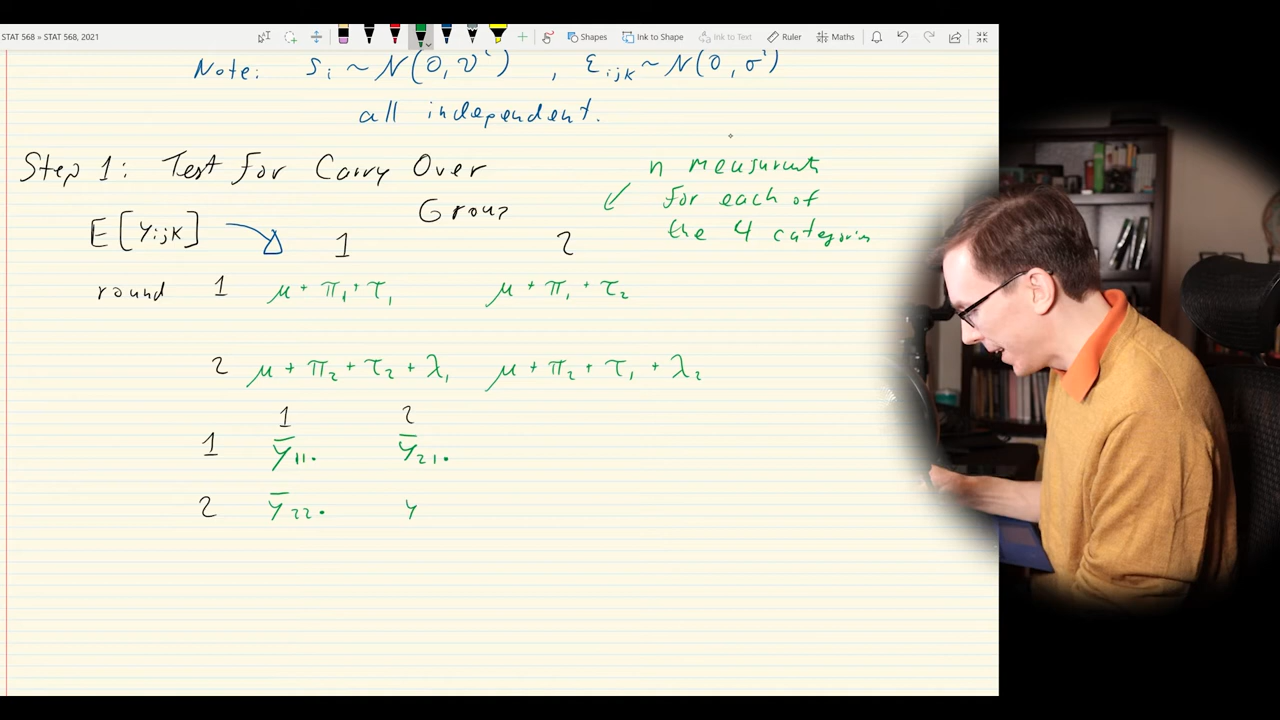 STAT 568 » STAT 568, 2021
Shapes Ink to Shape Ink to Text Ruler Maths
Note: Si ~ N(0, ν²) , εijk ~ N(0, σ²)
all independent.
Step 1: Test for Carry Over
n measurments
for each of
the 4 categories
E[yijk]
Group
1 2
round 1 μ + π₁ + τ₁ μ + π₁ + τ₂
2 μ + π₂ + τ₂ + λ₁ μ + π₂ + τ₁ + λ₂
1 2
1 ȳ₁₁. ȳ₂₁.
2 ȳ₂₂. y